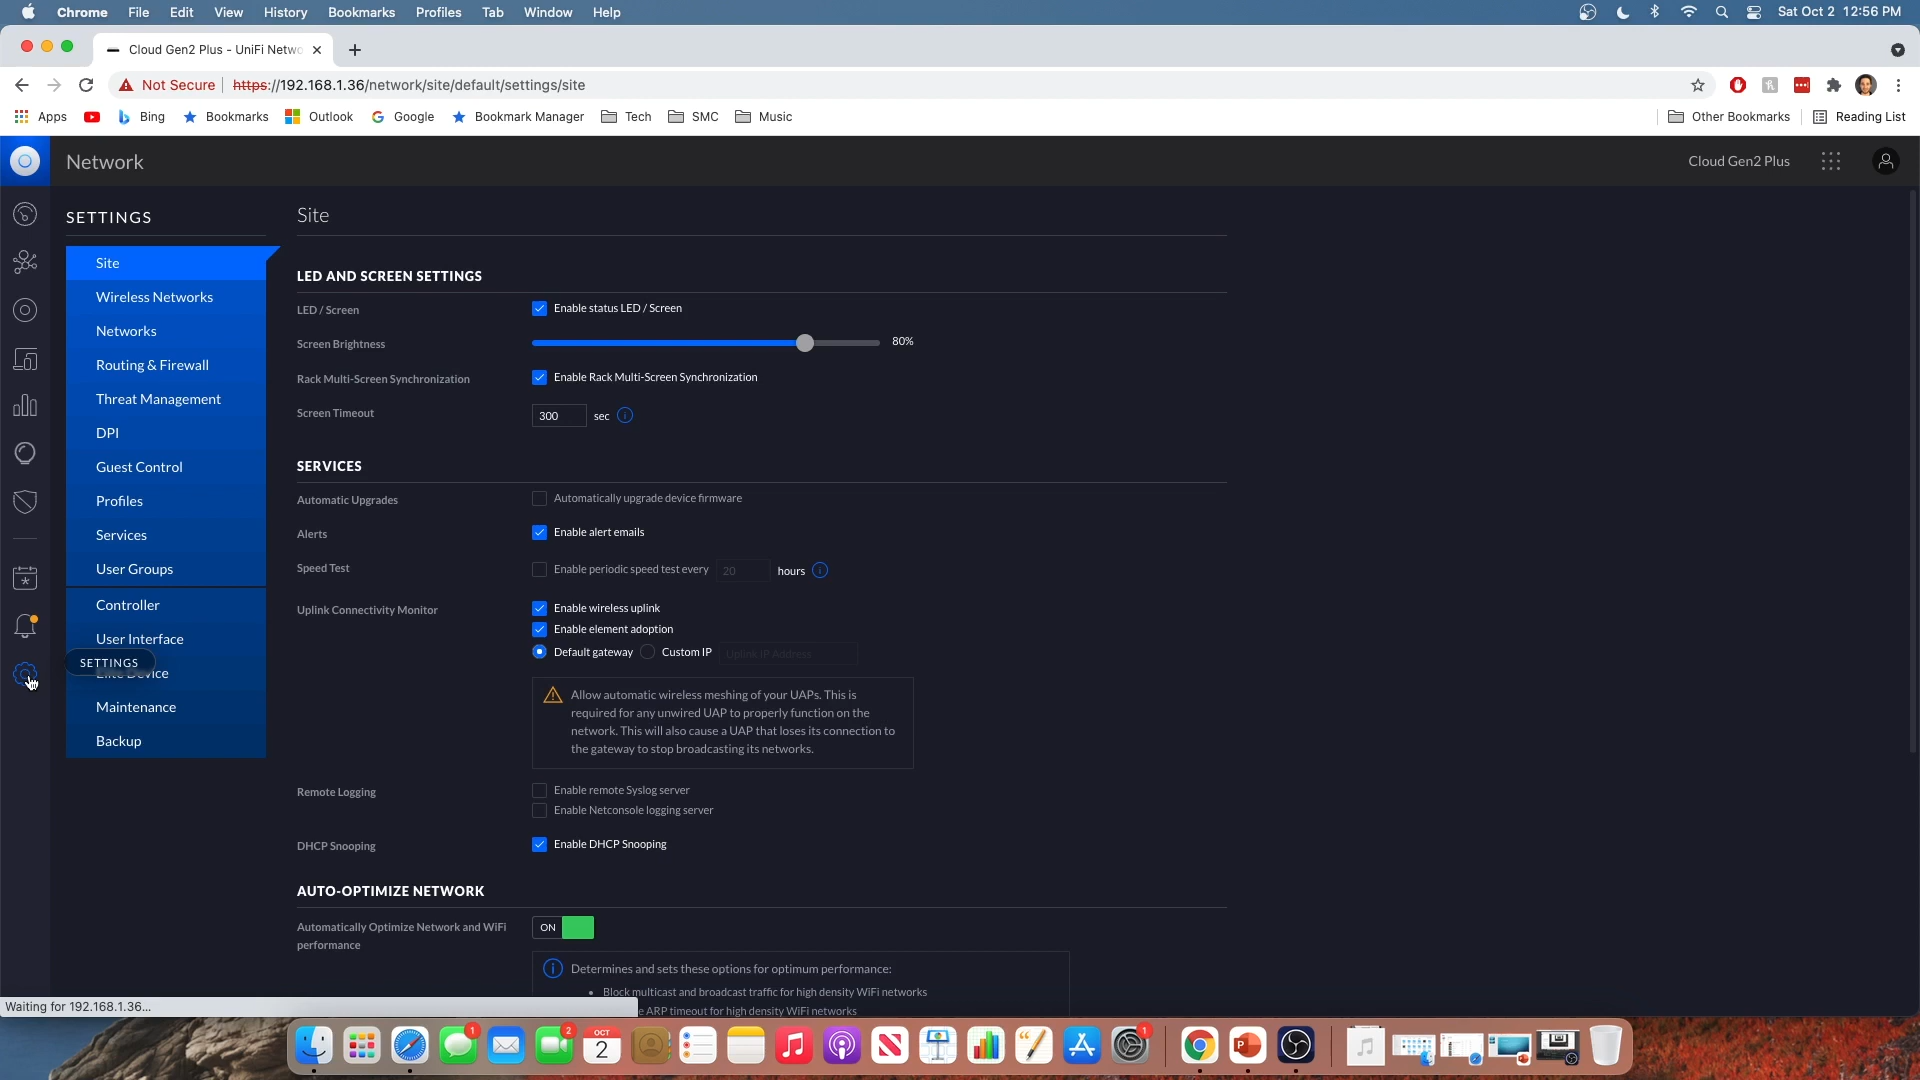 Chrome File Edit View History Bookmarks Profiles Tab Window Help
Sat Oct 2 12:56 PM
Cloud Gen2 Plus - UniFi Netwo
Not Secure https://192.168.1.36/network/site/default/settings/site
Apps Bing Bookmarks Outlook Google Bookmark Manager Tech SMC Music Other Bookmarks Reading List
Network
Cloud Gen2 Plus
SETTINGS
Site
Wireless Networks
Networks
Routing & Firewall
Threat Management
DPI
Guest Control
Profiles
Services
User Groups
Controller
User Interface
SETTINGS
Device
Maintenance
Backup
Site
LED AND SCREEN SETTINGS
LED / Screen Enable status LED / Screen
Screen Brightness 80%
Rack Multi-Screen Synchronization Enable Rack Multi-Screen Synchronization
Screen Timeout 300 sec
SERVICES
Automatic Upgrades Automatically upgrade device firmware
Alerts Enable alert emails
Speed Test Enable periodic speed test every 20 hours
Uplink Connectivity Monitor Enable wireless uplink
Enable element adoption
Default gateway Custom IP Uplink IP Address
Allow automatic wireless meshing of your UAPs. This is
required for any unwired UAP to properly function on the
network. This will also cause a UAP that loses its connection to
the gateway to stop broadcasting its networks.
Remote Logging Enable remote Syslog server
Enable Netconsole logging server
DHCP Snooping Enable DHCP Snooping
AUTO-OPTIMIZE NETWORK
Automatically Optimize Network and WiFi
performance
ON
Determines and sets these options for optimum performance:
• Block multicast and broadcast traffic for high density WiFi networks
e ARP timeout for high density WiFi networks
Waiting for 192.168.1.36...
1
2
OCT
2
1